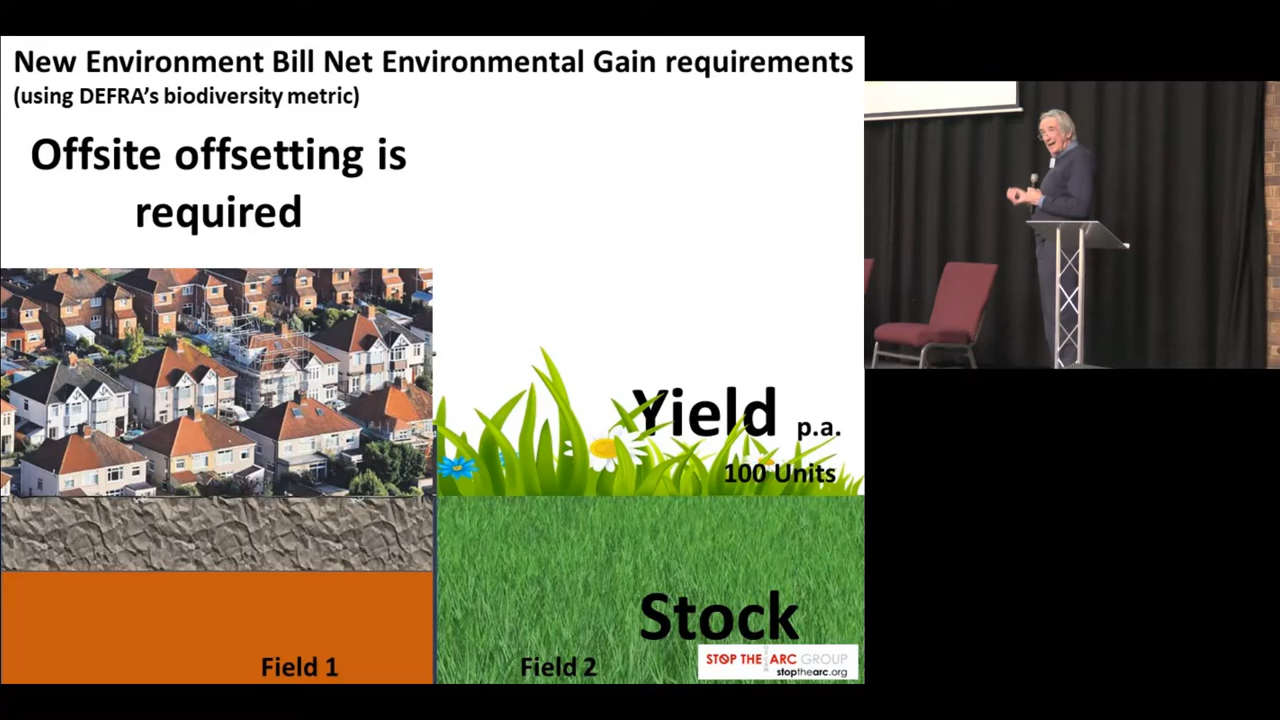 New Environment Bill Net Environmental Gain requirements
(using DEFRA's biodiversity metric)
Offsite offsetting is
required
Yield p.a.
100 Units
Stock
Field 1
Field 2
STOP THE ARC GROUP
stopthearc.org